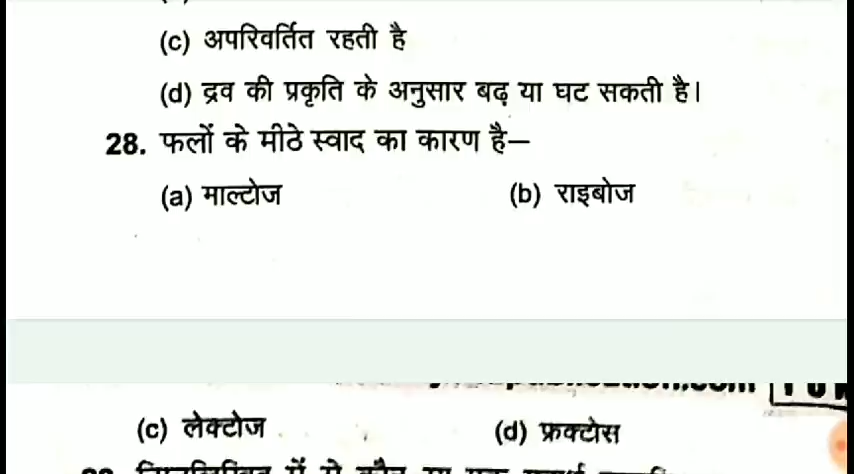 (c) अपरिवर्तित रहती है
(d) द्रव की प्रकृति के अनुसार बढ़ या घट सकती है।
28. फलों के मीठे स्वाद का कारण है—
(a) माल्टोज (b) राइबोज
(c) लेक्टोज (d) फ्रक्टोस